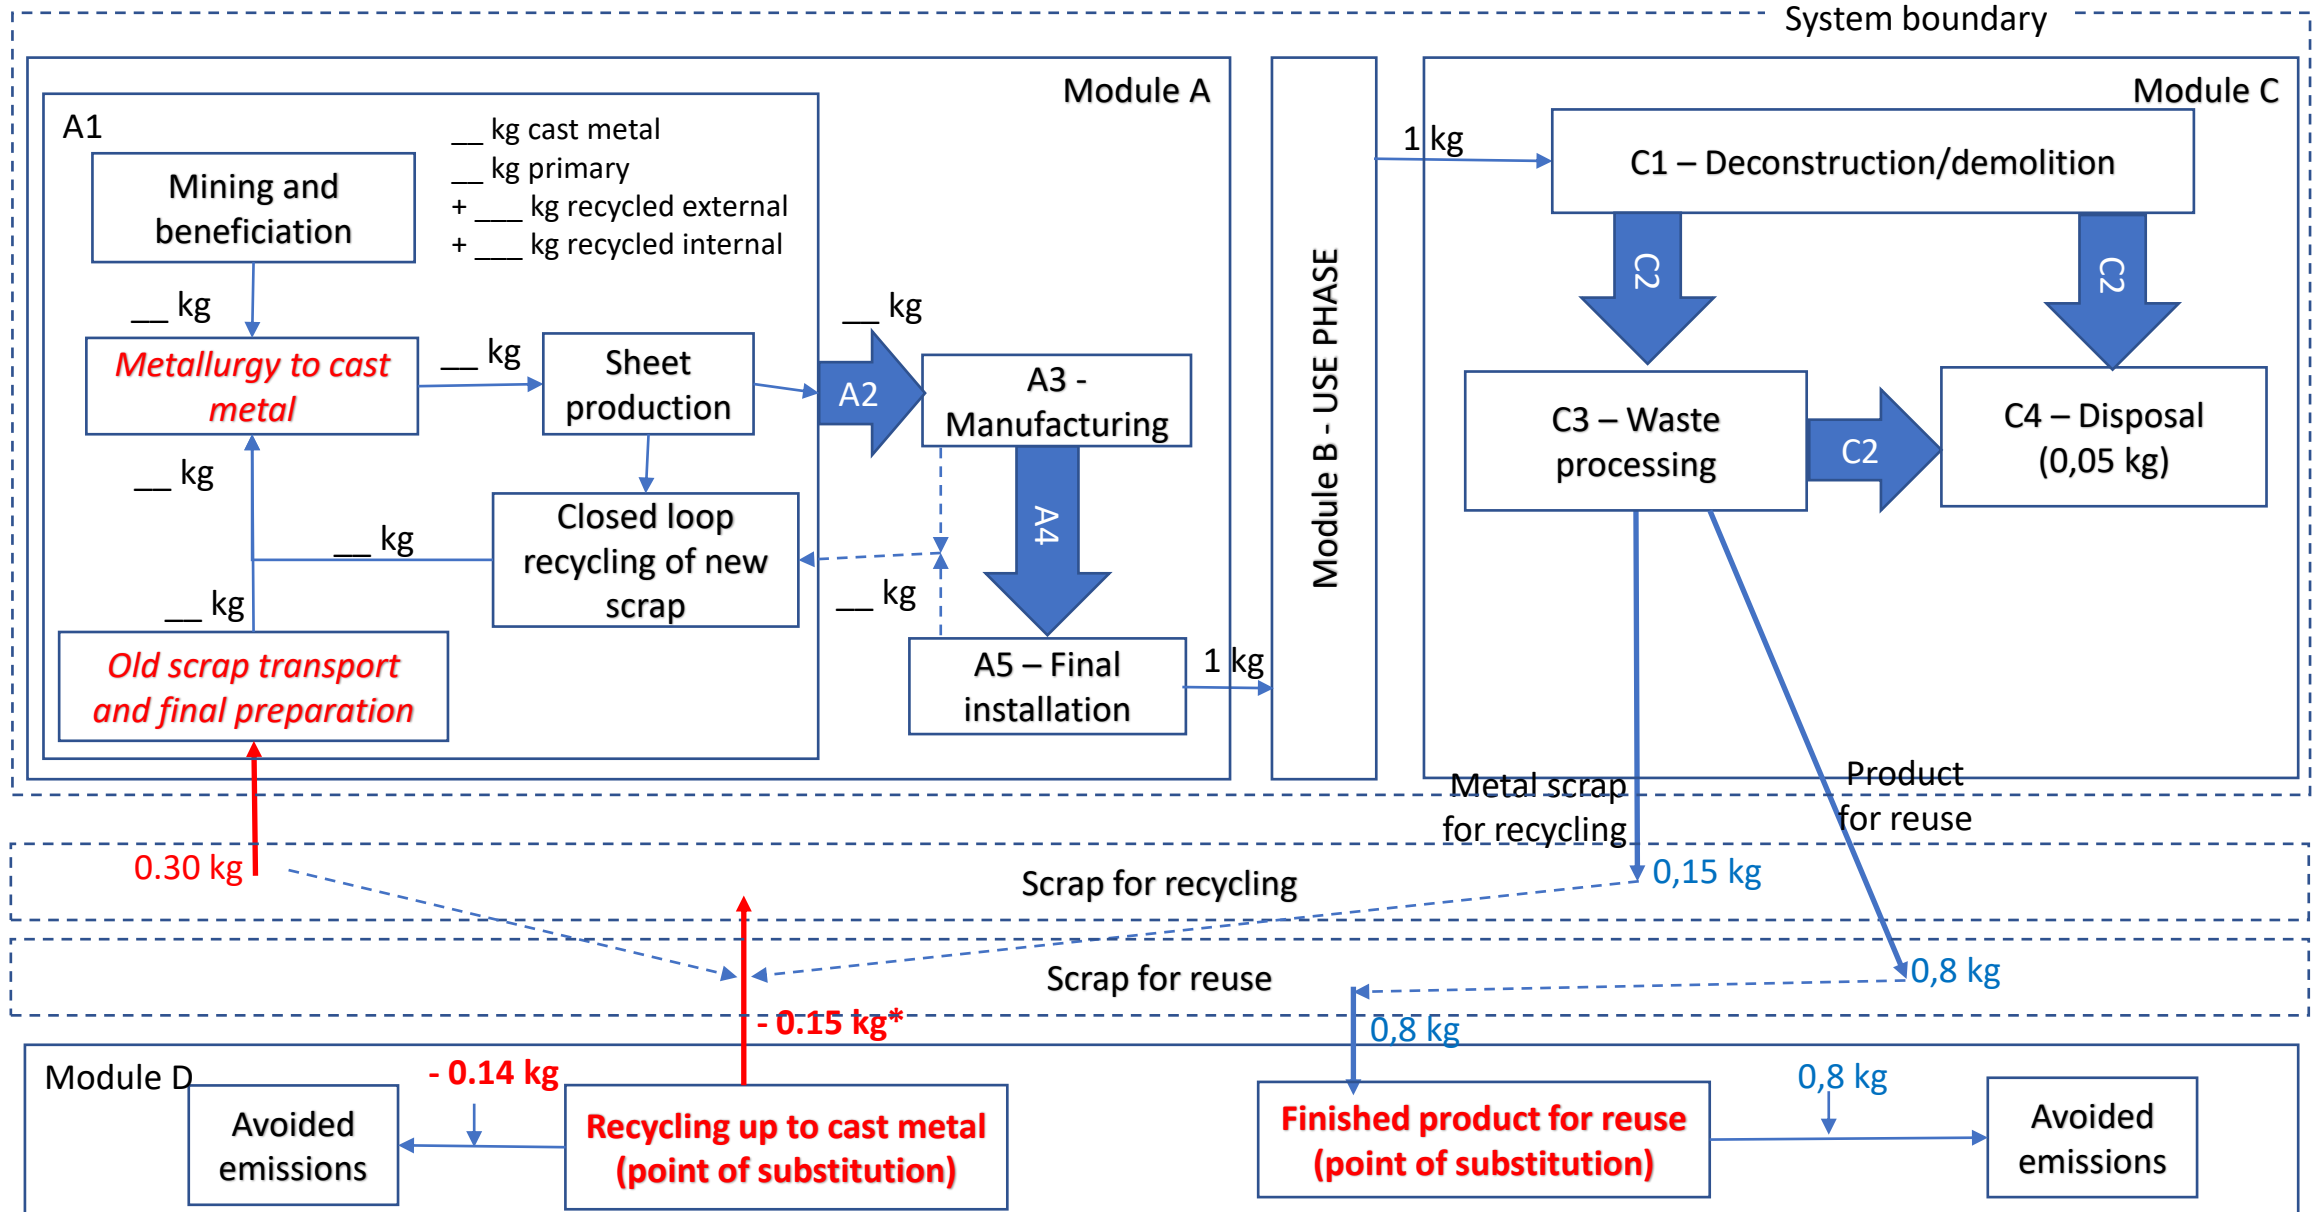 System boundary
Module A
A1
__ kg cast metal
__ kg primary
+ ___ kg recycled external
+ ___ kg recycled internal
Mining and
beneficiation
__ kg
Metallurgy to cast
metal
__ kg
Sheet
production
__ kg
A2
A3 -
Manufacturing
__ kg
Closed loop
recycling of new
scrap
__ kg
__ kg
__ kg
A4
Old scrap transport
and final preparation
A5 – Final
installation
1 kg
Module B - USE PHASE
1 kg
Module C
C1 – Deconstruction/demolition
C2
C2
C3 – Waste
processing
C2
C4 – Disposal
(0,05 kg)
Metal scrap
for recycling
Product
for reuse
0.30 kg
Scrap for recycling
0,15 kg
Scrap for reuse
0,8 kg
- 0.15 kg*
0,8 kg
Module D
- 0.14 kg
Avoided
emissions
Recycling up to cast metal
(point of substitution)
Finished product for reuse
(point of substitution)
0,8 kg
Avoided
emissions